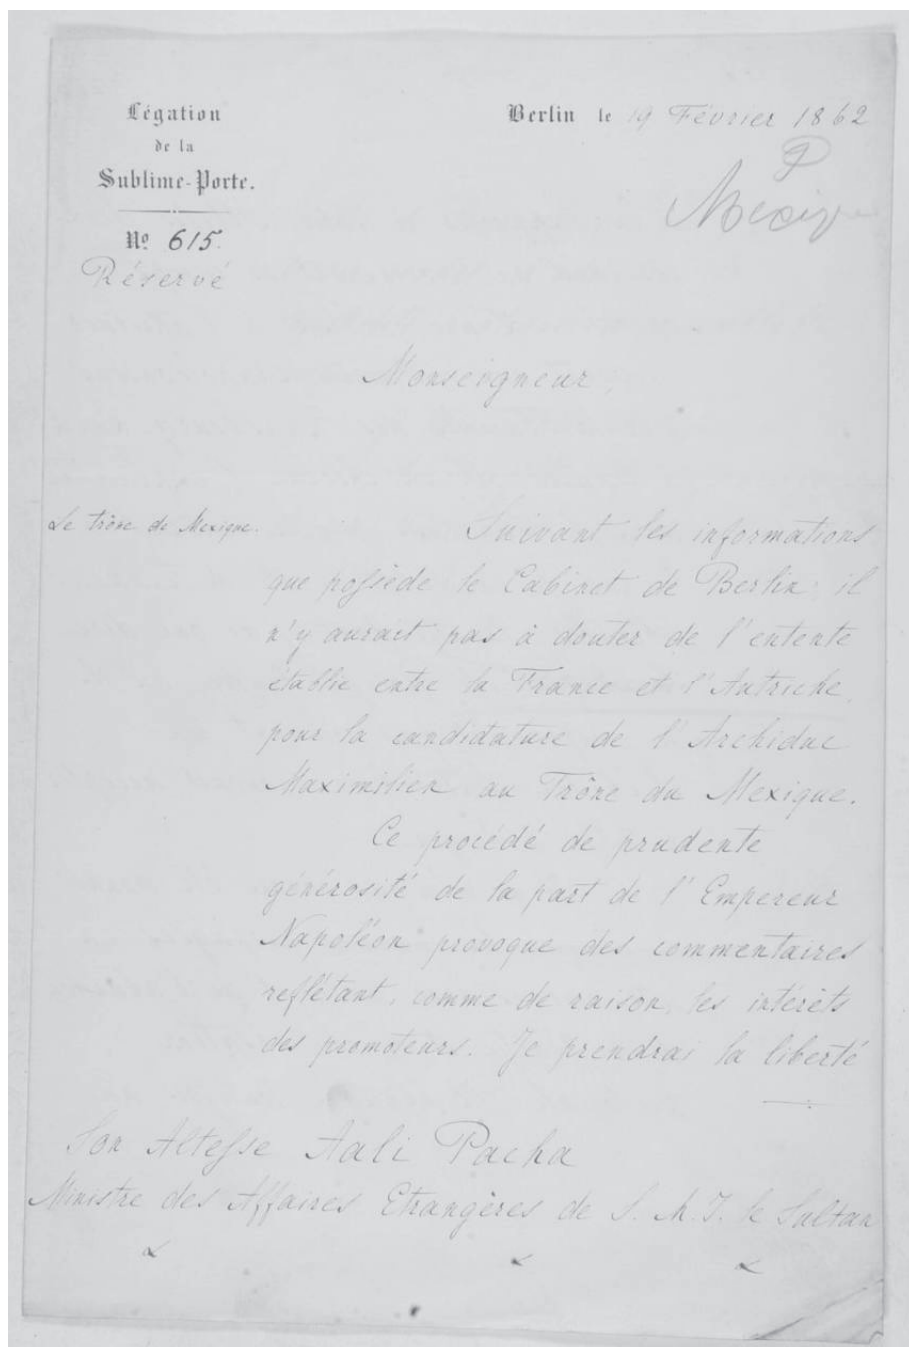 Légation
de la
Sublime-Porte.
Nº 615.
Réservé
Berlin le 19 Février 1862
Mexique
Monseigneur,
Le trône de Mexique.
Suivant les informations
que possède le Cabinet de Berlin, il
n'y aurait pas à douter de l'entente
établie entre la France et l'Autriche,
pour la candidature de l'Archiduc
Maximilien au Trône du Mexique.
Ce procédé de prudente
générosité de la part de l'Empereur
Napoléon provoque des commentaires
reflétant, comme de raison, les intérêts
des promoteurs. Je prendrai la liberté
Son Altesse Aali Pacha
Ministre des Affaires Etrangères de S. M. I. le Sultan